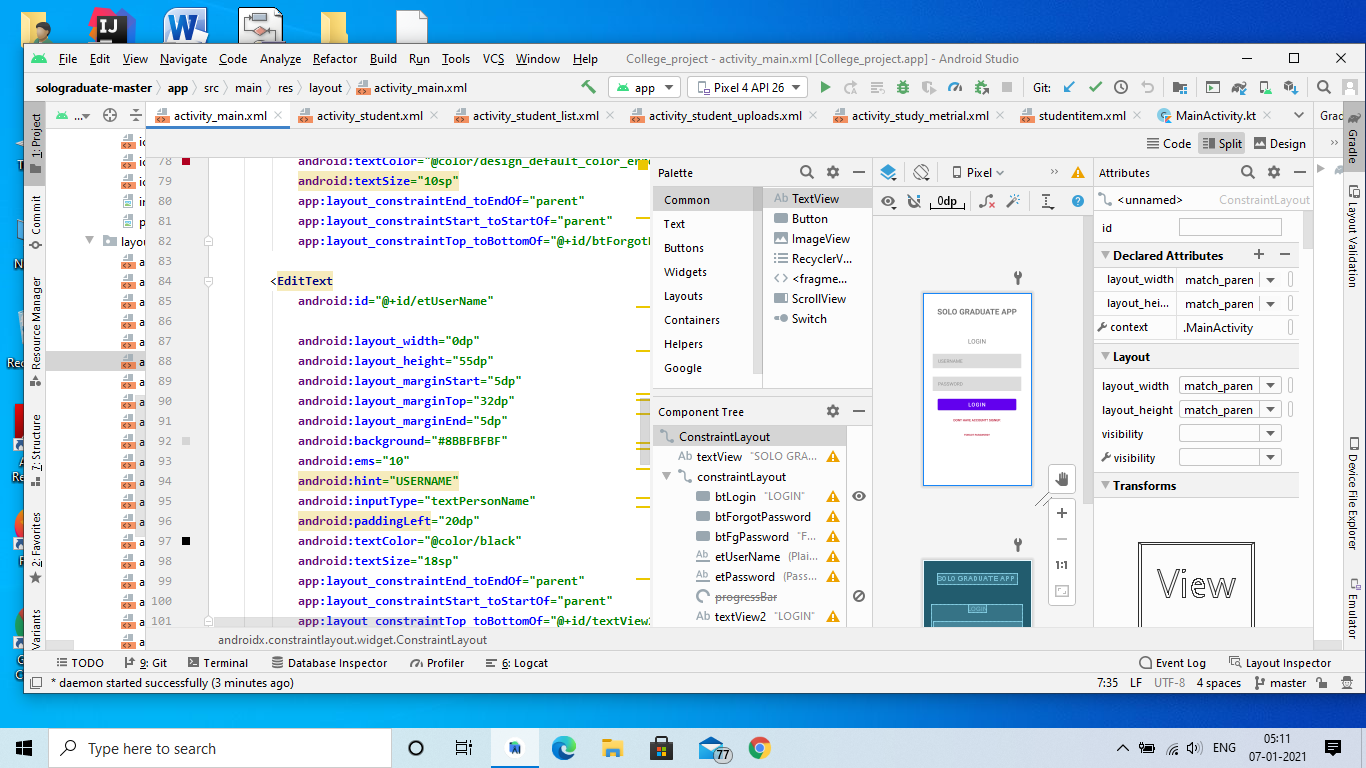 File Edit View Navigate Code Analyze Refactor Build Run Tools VCS Window Help College_project - activity_main.xml [College_project.app] - Android Studio
solograduate-master app src main res layout activity_main.xml app Pixel 4 API 26 Git:
activity_main.xml activity_student.xml activity_student_list.xml activity_student_uploads.xml activity_study_metrial.xml studentitem.xml MainActivity.kt Grad
Code Split Design
1: Project
Commit
Resource Manager
7: Structure
2: Favorites
Variants
layou
78 android:textColor="@color/design_default_color_err
79 android:textSize="10sp"
80 app:layout_constraintEnd_toEndOf="parent"
81 app:layout_constraintStart_toStartOf="parent"
82 app:layout_constraintTop_toBottomOf="@+id/btForgotP
83
84 <EditText
85 android:id="@+id/etUserName"
86
87 android:layout_width="0dp"
88 android:layout_height="55dp"
89 android:layout_marginStart="5dp"
90 android:layout_marginTop="32dp"
91 android:layout_marginEnd="5dp"
92 android:background="#8BBFBFBF"
93 android:ems="10"
94 android:hint="USERNAME"
95 android:inputType="textPersonName"
96 android:paddingLeft="20dp"
97 android:textColor="@color/black"
98 android:textSize="18sp"
99 app:layout_constraintEnd_toEndOf="parent"
100 app:layout_constraintStart_toStartOf="parent"
101 app:layout_constraintTop_toBottomOf="@+id/textView2
androidx.constraintlayout.widget.ConstraintLayout
Palette
Common
Text
Buttons
Widgets
Layouts
Containers
Helpers
Google
Ab TextView
Button
ImageView
RecyclerV...
<fragme...
ScrollView
Switch
Component Tree
ConstraintLayout
Ab textView "SOLO GRA...
constraintLayout
btLogin "LOGIN"
btForgotPassword
btFgPassword "F...
Ab etUserName (Plai...
Ab etPassword (Pass...
progressBar
Ab textView2 "LOGIN"
Pixel
0dp
SOLO GRADUATE APP
LOGIN
USERNAME
PASSWORD
LOGIN
SOLO GRADUATE APP
LOGIN
1:1
Attributes
<unnamed> ConstraintLayout
id
Declared Attributes
layout_width match_paren
layout_hei... match_paren
context .MainActivity
Layout
layout_width match_paren
layout_height match_paren
visibility
visibility
Transforms
View
Gradle
Layout Validation
Device File Explorer
Emulator
TODO 9: Git Terminal Database Inspector Profiler 6: Logcat Event Log Layout Inspector
* daemon started successfully (3 minutes ago) 7:35 LF UTF-8 4 spaces master
Type here to search 77 ENG 05:11
07-01-2021